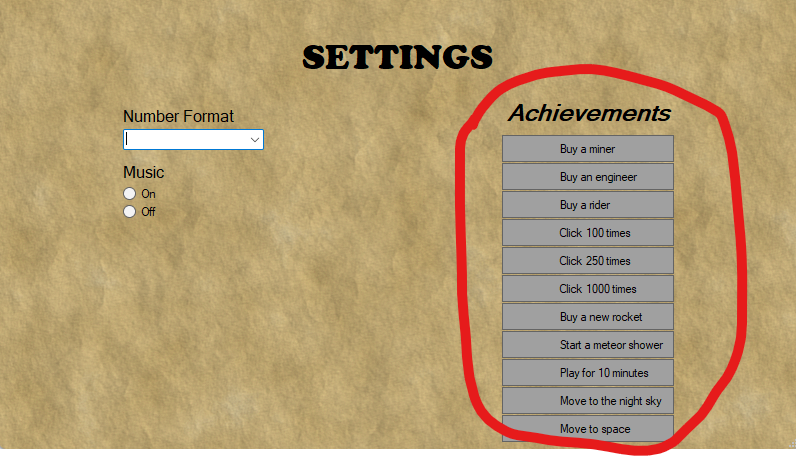 SETTINGS
Number Format
Music
On
Off
Achievements
Buy a miner
Buy an engineer
Buy a rider
Click 100 times
Click 250 times
Click 1000 times
Buy a new rocket
Start a meteor shower
Play for 10 minutes
Move to the night sky
Move to space